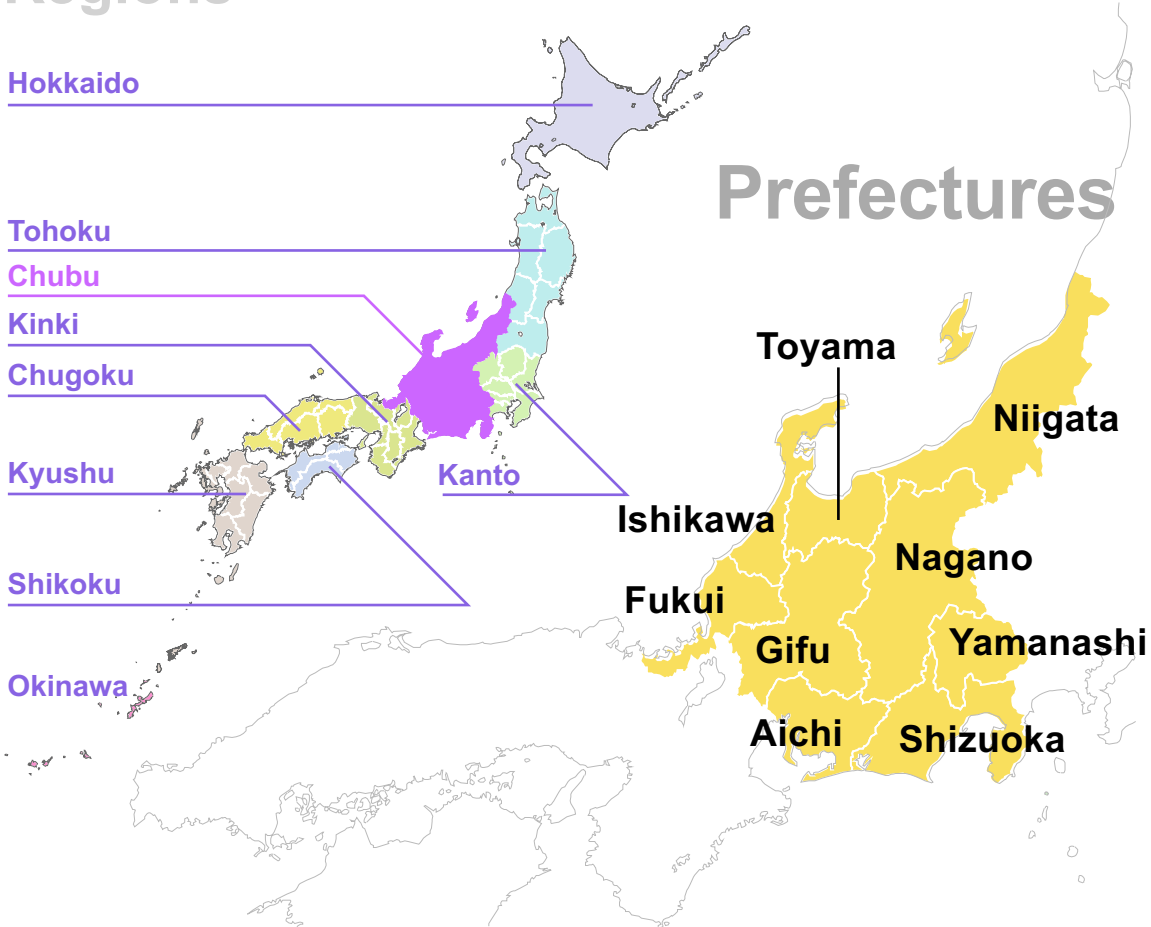 Regions
Hokkaido
Prefectures
Tohoku
Chubu
Kinki
Chugoku
Kyushu
Kanto
Shikoku
Okinawa
Toyama
Niigata
Ishikawa
Nagano
Fukui
Gifu
Yamanashi
Aichi
Shizuoka